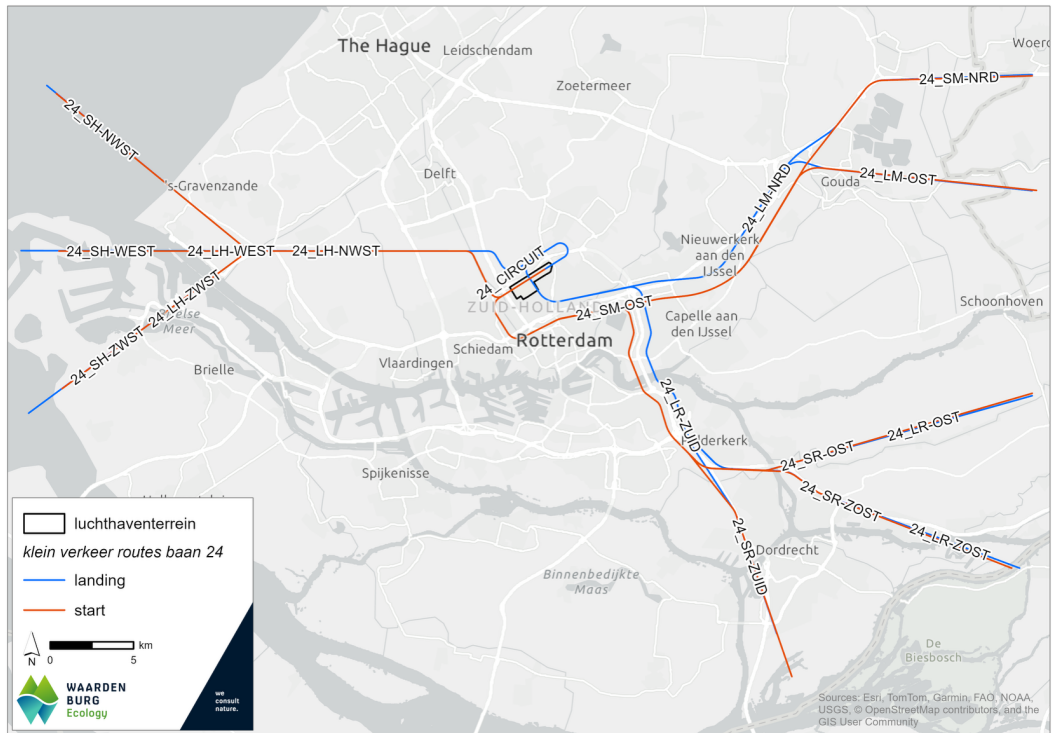 The Hague
Leidschendam
Woerd
Zoetermeer
24_SM-NRD
24_SH-NWST
Delft
's-Gravenzande
24_LM-OST
Gouda
24_LM-NRD
24_SH-WEST
24_LH-WEST
24_LH-NWST
24_CIRCUIT
Nieuwerkerk
aan den
IJssel
24_LH-ZWST
ZUID-HOLLAND
24_SM-OST
Schoonhoven
Capelle aan
den IJssel
24_SH-ZWST
Brielle
Vlaardingen
Schiedam
Rotterdam
24_LR-ZUID
24_LR-OST
24_SR-OST
Spijkenisse
24_SR-ZOST
24_LR-ZOST
24_SR-ZUID
Dordrecht
Binnenbedijkte
Maas
De
Biesbosch
luchthaventerrein
klein verkeer routes baan 24
landing
start
N
0 5 km
WAARDEN
BURG
Ecology
we
consult
nature.
Sources: Esri, TomTom, Garmin, FAO, NOAA,
USGS, © OpenStreetMap contributors, and the
GIS User Community